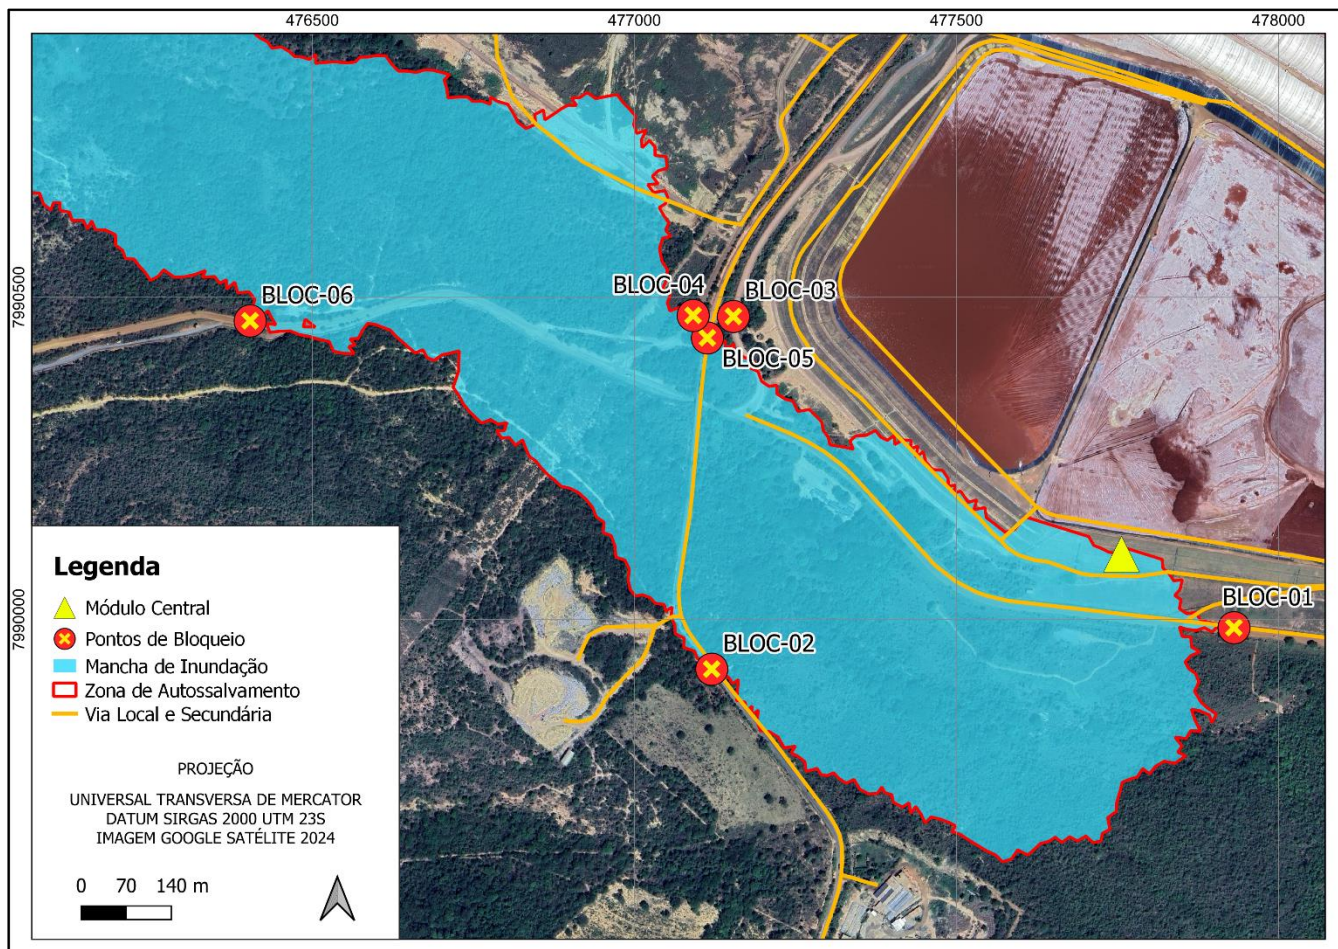 476500
477000
477500
478000
7990500
7990000
BLOC-06
BLOC-04
BLOC-03
BLOC-05
BLOC-01
BLOC-02
Legenda
Módulo Central
Pontos de Bloqueio
Mancha de Inundação
Zona de Autossalvamento
Via Local e Secundária
PROJEÇÃO
UNIVERSAL TRANSVERSA DE MERCATOR
DATUM SIRGAS 2000 UTM 23S
IMAGEM GOOGLE SATÉLITE 2024
0 70 140 m